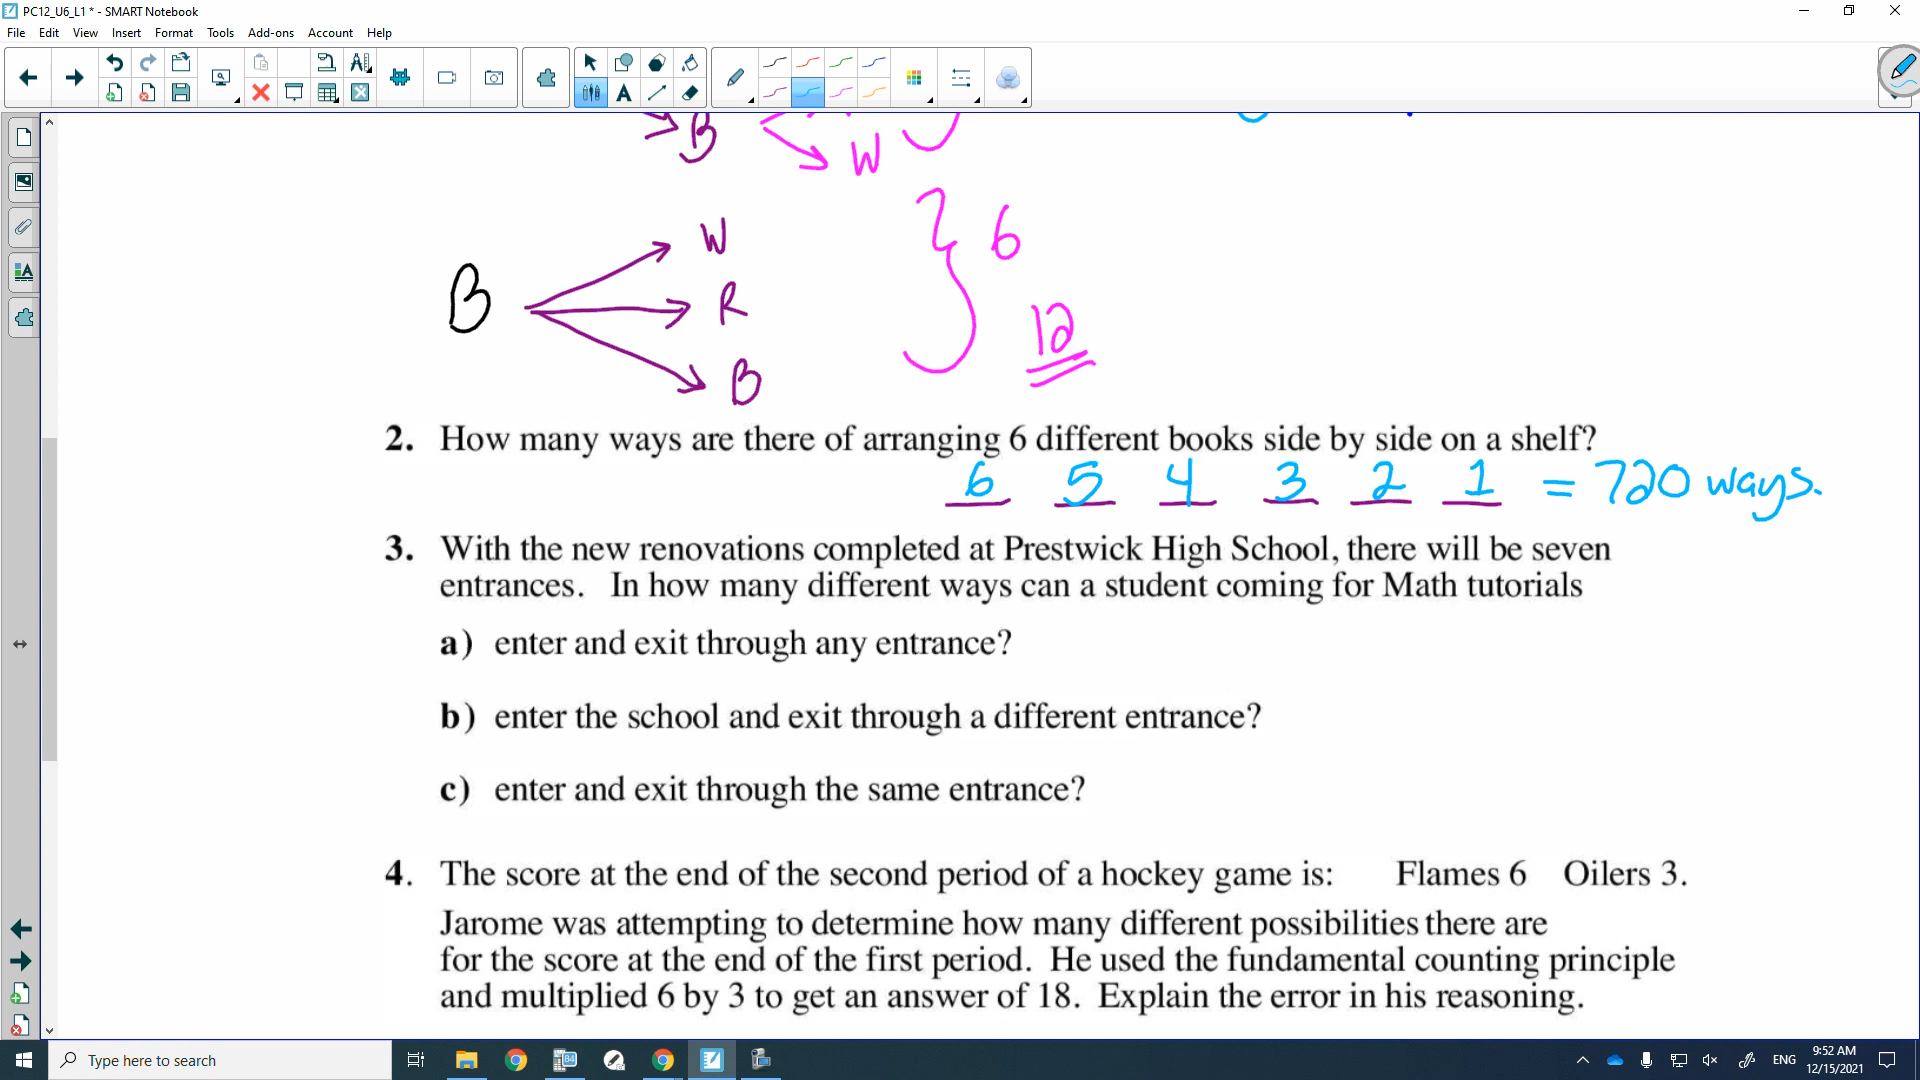 PC12_U6_L1 * - SMART Notebook
File Edit View Insert Format Tools Add-ons Account Help
B
W
W
6
B
R
12
B
2. How many ways are there of arranging 6 different books side by side on a shelf?
6 5 4 3 2 1 = 720 ways.
3. With the new renovations completed at Prestwick High School, there will be seven
entrances. In how many different ways can a student coming for Math tutorials
a) enter and exit through any entrance?
b) enter the school and exit through a different entrance?
c) enter and exit through the same entrance?
4. The score at the end of the second period of a hockey game is: Flames 6 Oilers 3.
Jarome was attempting to determine how many different possibilities there are
for the score at the end of the first period. He used the fundamental counting principle
and multiplied 6 by 3 to get an answer of 18. Explain the error in his reasoning.
Type here to search
84
ENG
9:52 AM
12/15/2021